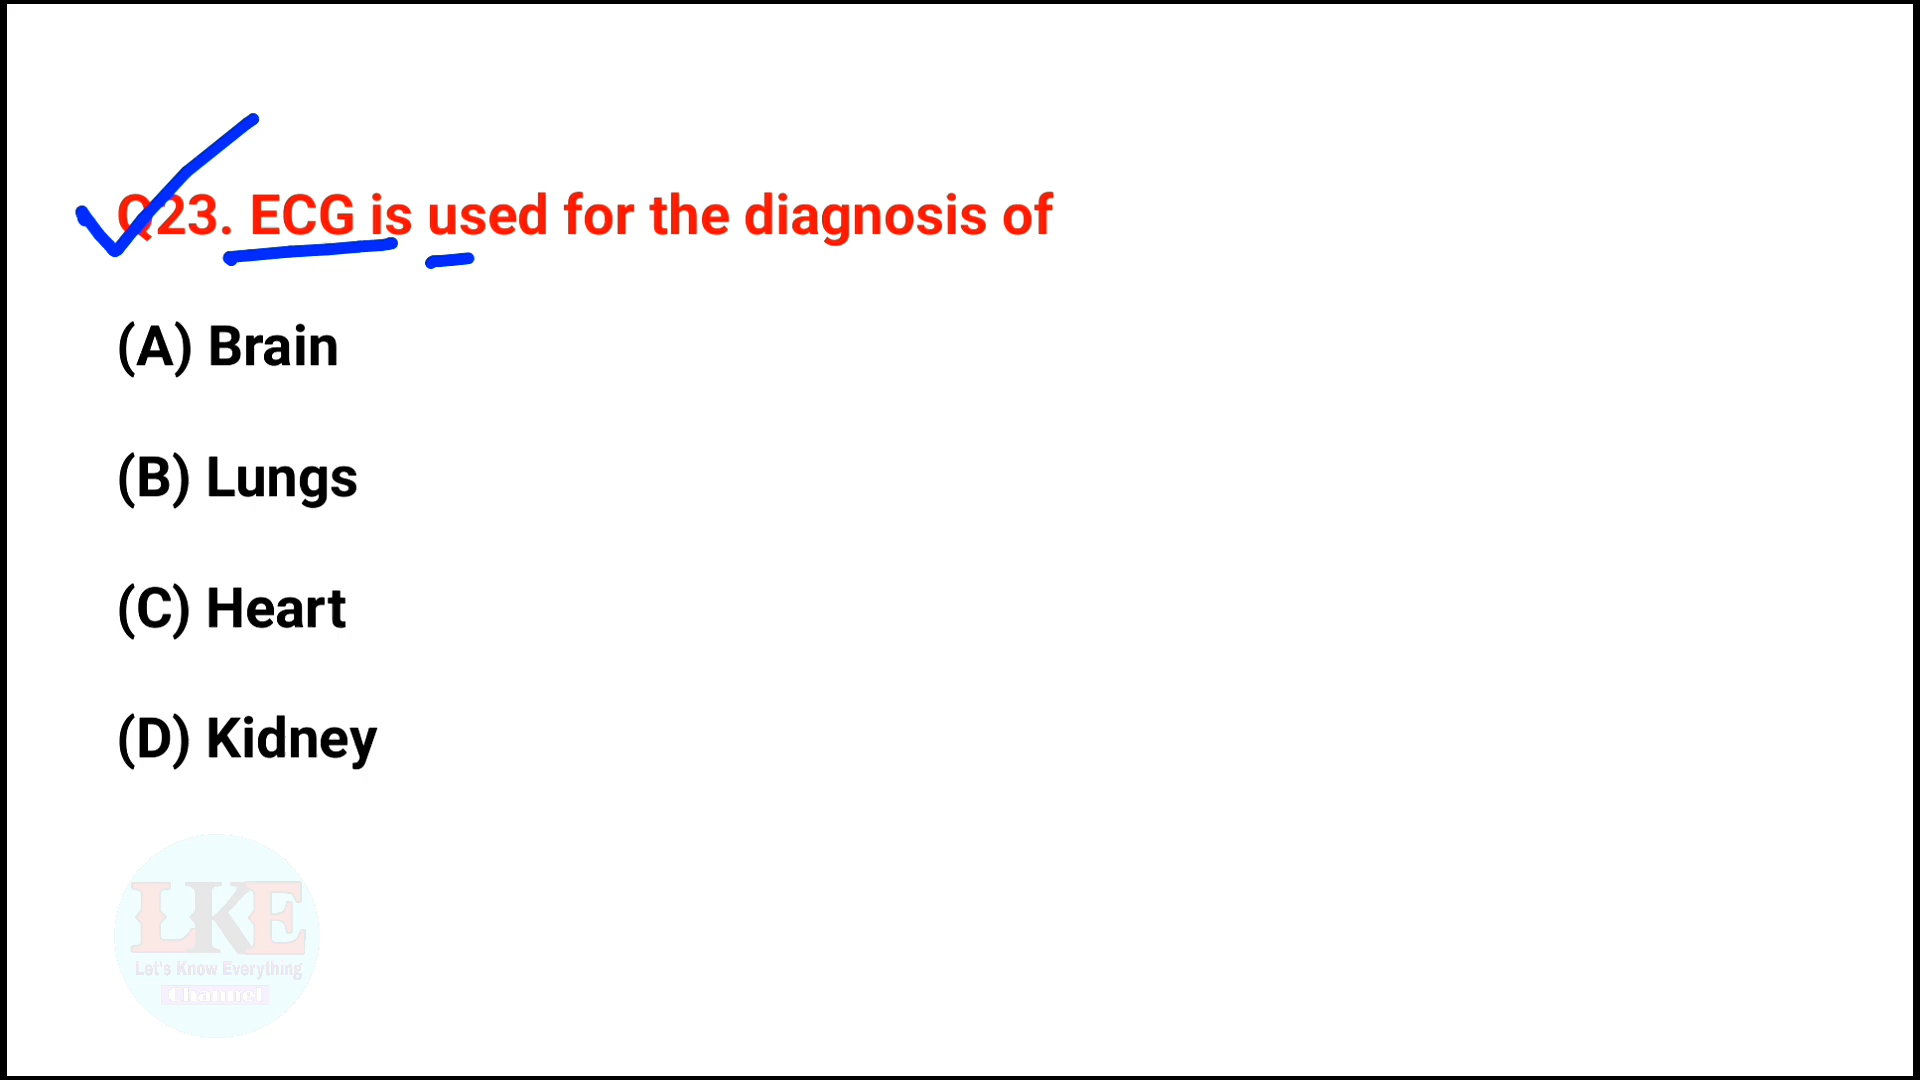 Q23. ECG is used for the diagnosis of
(A) Brain
(B) Lungs
(C) Heart
(D) Kidney
LKE
Let's Know Everything
Channel